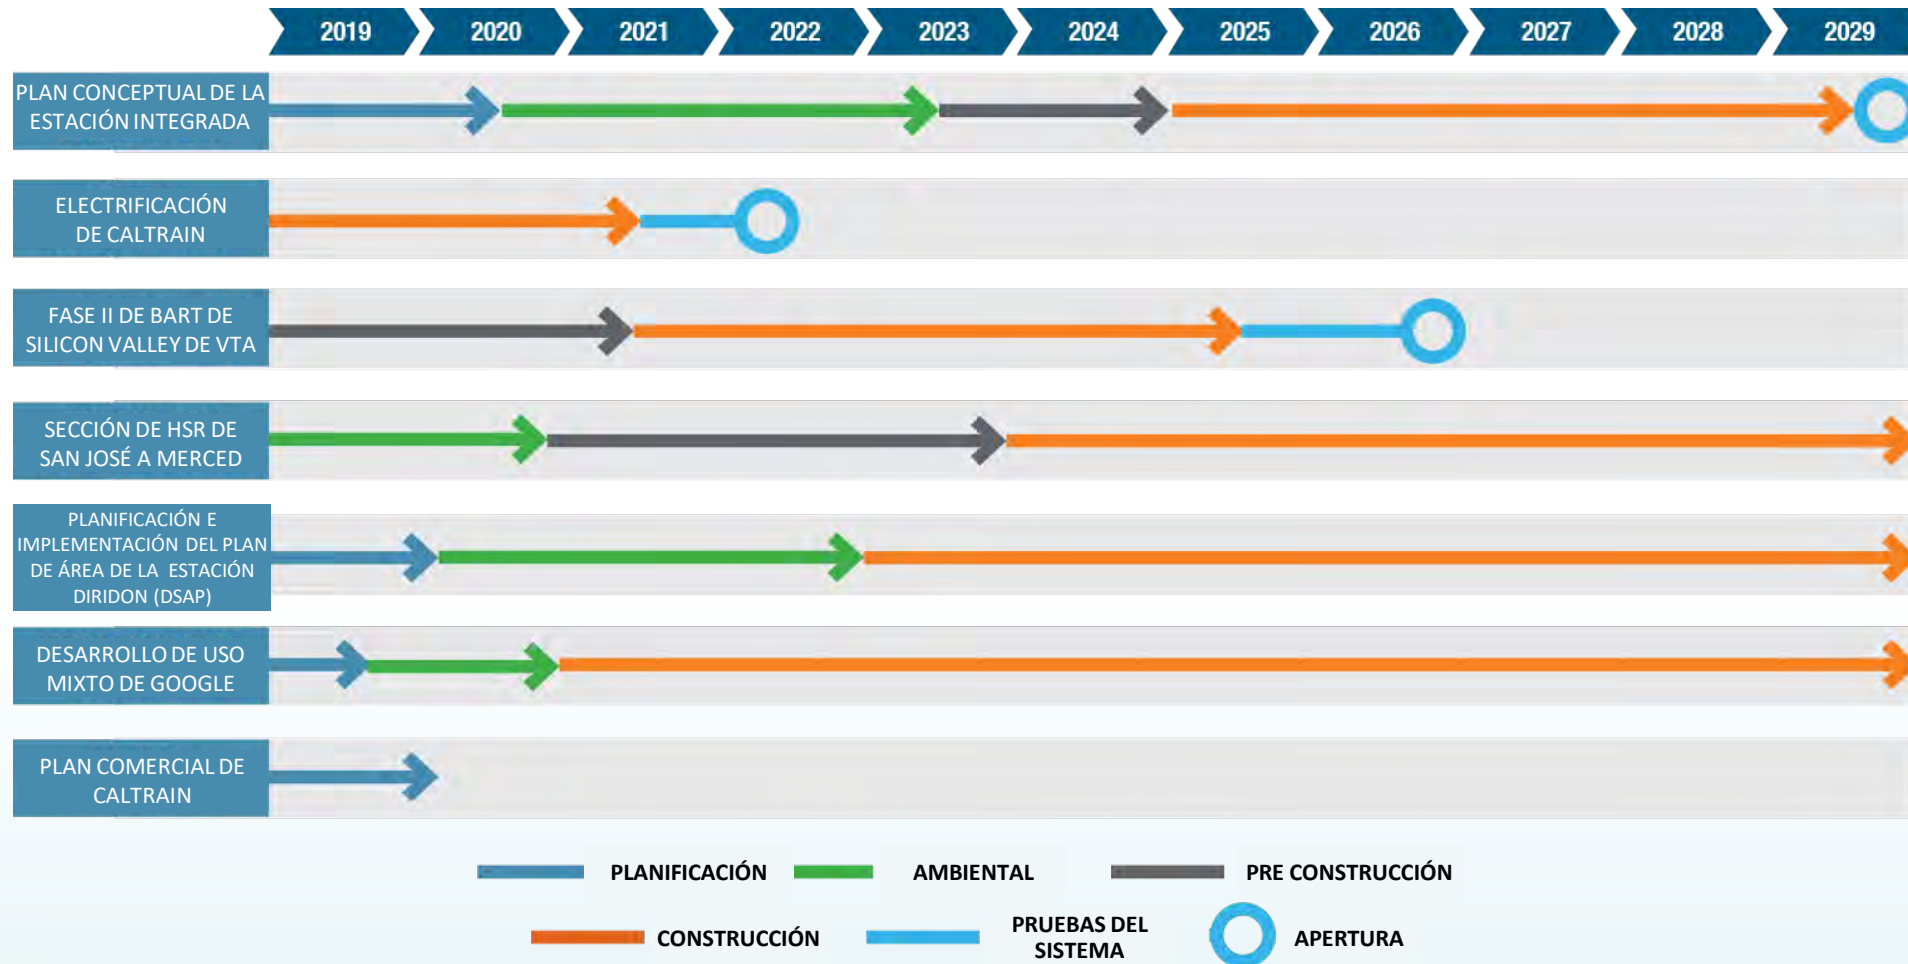 2019 2020 2021 2022 2023 2024 2025 2026 2027 2028 2029
PLAN CONCEPTUAL DE LA
ESTACIÓN INTEGRADA
ELECTRIFICACIÓN
DE CALTRAIN
FASE II DE BART DE
SILICON VALLEY DE VTA
SECCIÓN DE HSR DE
SAN JOSÉ A MERCED
PLANIFICACIÓN E
IMPLEMENTACIÓN DEL PLAN
DE ÁREA DE LA ESTACIÓN
DIRIDON (DSAP)
DESARROLLO DE USO
MIXTO DE GOOGLE
PLAN COMERCIAL DE
CALTRAIN
PLANIFICACIÓN AMBIENTAL PRE CONSTRUCCIÓN
CONSTRUCCIÓN
PRUEBAS DEL
SISTEMA
APERTURA